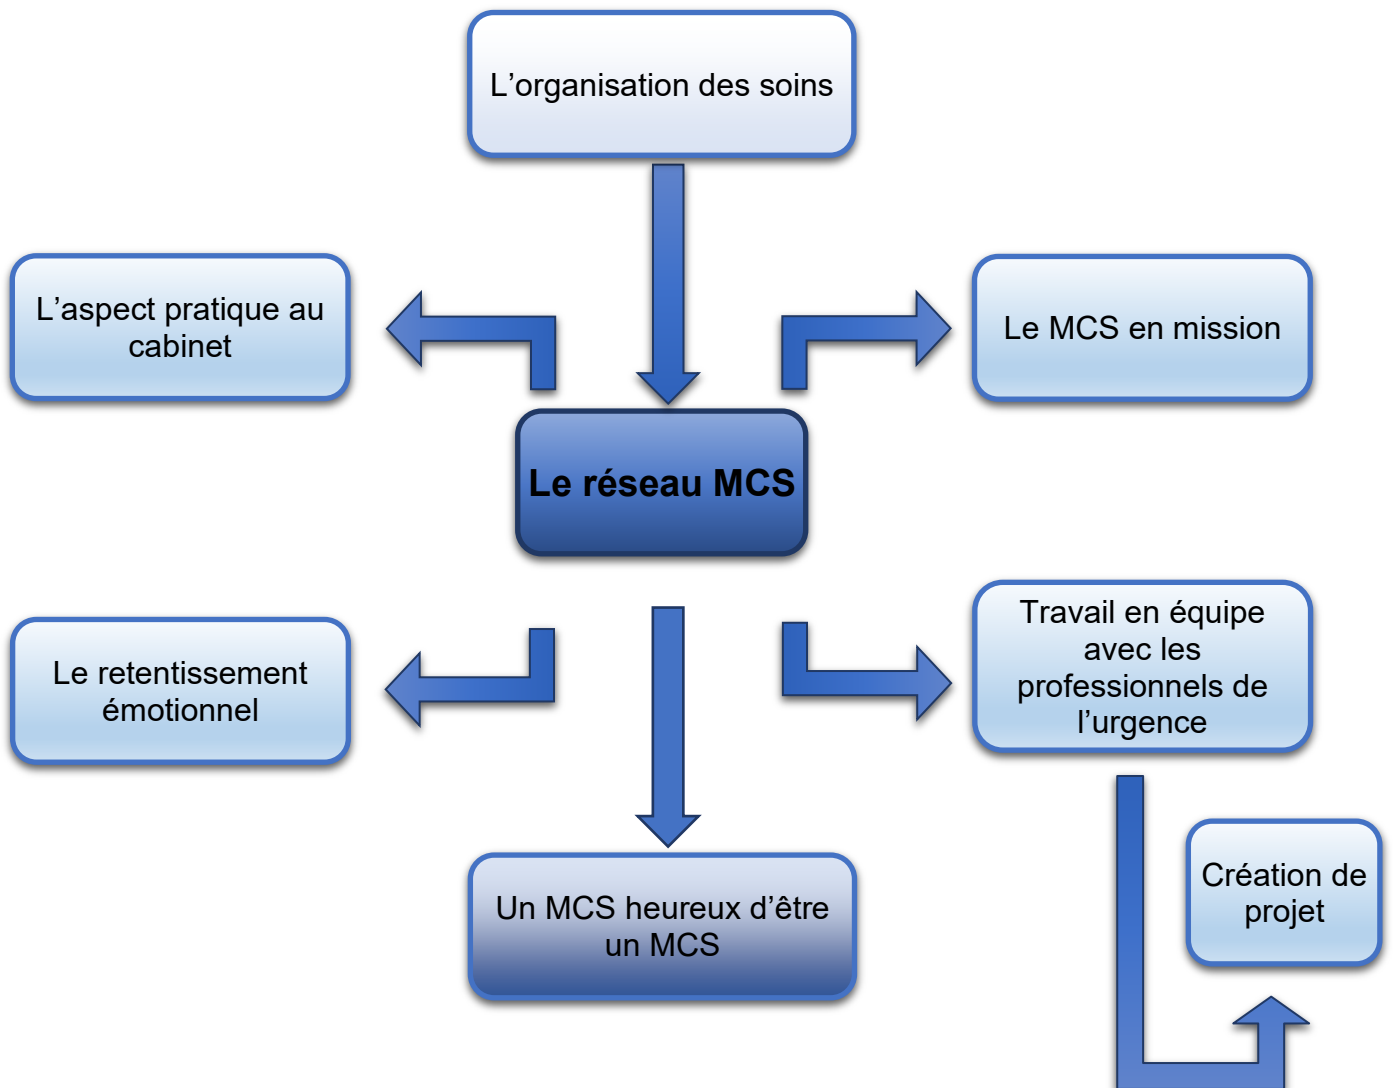 L’organisation des soins
L’aspect pratique au
cabinet
Le MCS en mission
Le réseau MCS
Le retentissement
émotionnel
Travail en équipe
avec les
professionnels de
l’urgence
Un MCS heureux d’être
un MCS
Création de
projet